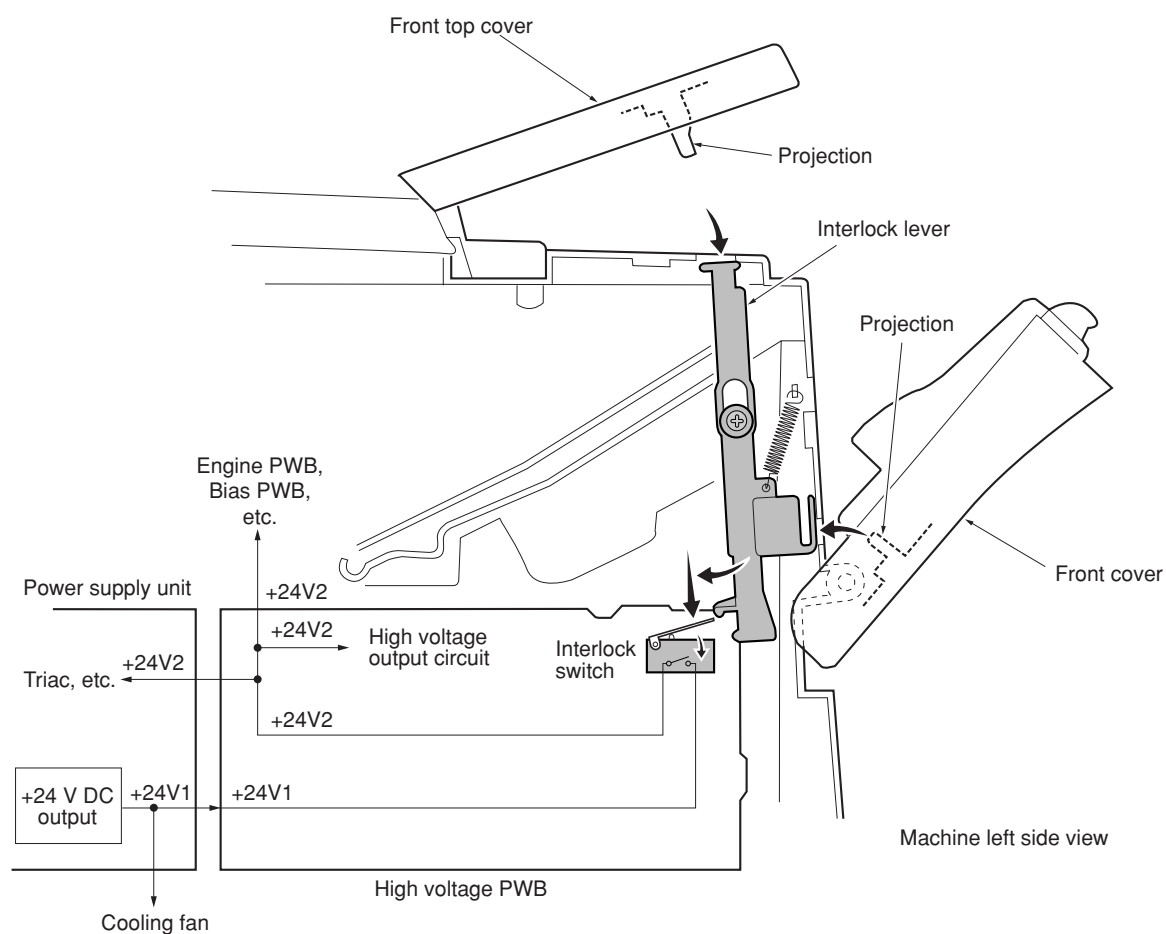 Front top cover
Projection
Interlock lever
Projection
Engine PWB,
Bias PWB,
etc.
Front cover
Power supply unit
+24V2
+24V2
High voltage
output circuit
Interlock
switch
+24V2
Triac, etc.
+24V2
+24 V DC
output
+24V1
+24V1
Machine left side view
High voltage PWB
Cooling fan